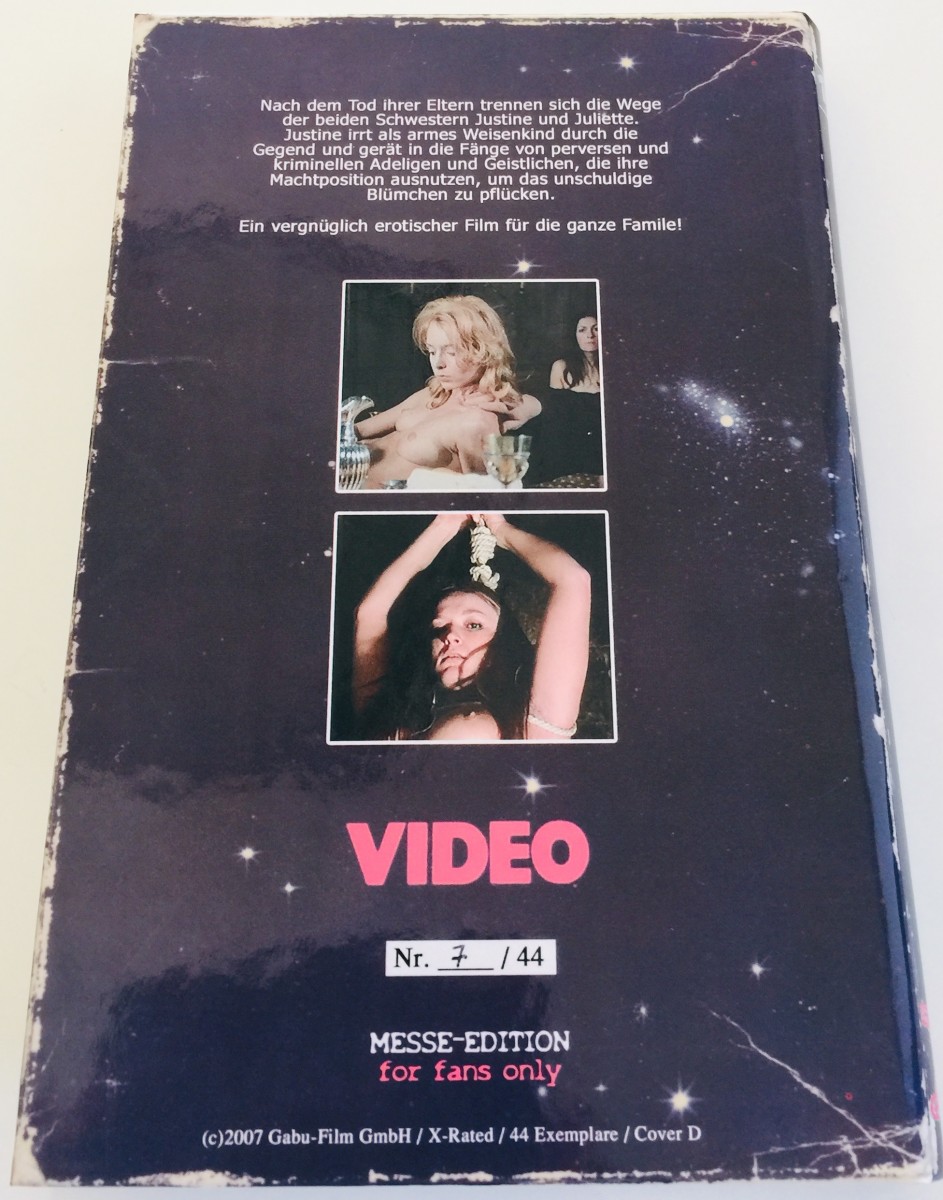 Nach dem Tod ihrer Eltern trennen sich die Wege
der beiden Schwestern Justine und Juliette.
Justine irrt als armes Weisenkind durch die
Gegend und gerät in die Fänge von perversen und
kriminellen Adeligen und Geistlichen, die ihre
Machtposition ausnutzen, um das unschuldige
Blümchen zu pflücken.
Ein vergnüglich erotischer Film für die ganze Famile!
VIDEO
Nr. 7 / 44
MESSE-EDITION
for fans only
(c)2007 Gabu-Film GmbH / X-Rated / 44 Exemplare / Cover D